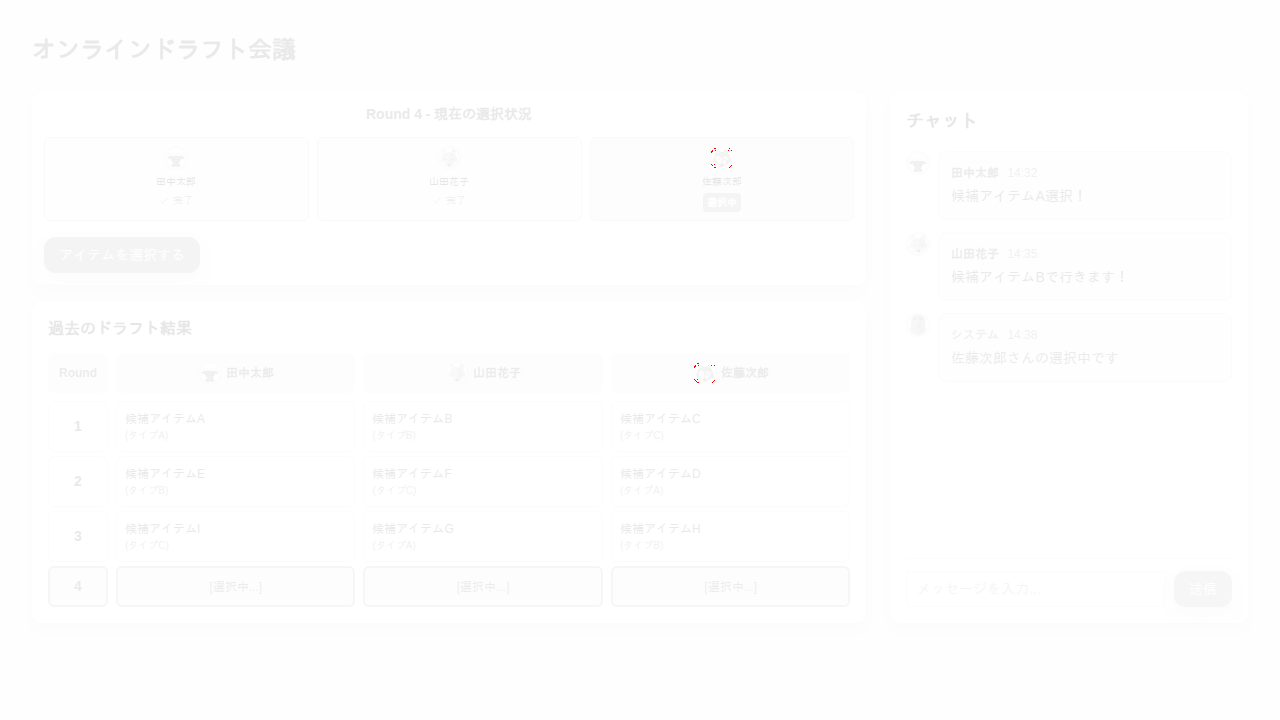 オンラインドラフト会議
Round 4 - 現在の選択状況
田中太郎
✓ 完了
山田花子
✓ 完了
佐藤次郎
選択中
アイテムを選択する
過去のドラフト結果
Round 田中太郎 山田花子 佐藤次郎
1 候補アイテムA 候補アイテムB 候補アイテムC
(タイプA) (タイプB) (タイプC)
2 候補アイテムE 候補アイテムF 候補アイテムD
(タイプB) (タイプC) (タイプA)
3 候補アイテムI 候補アイテムG 候補アイテムH
(タイプC) (タイプA) (タイプB)
4 [選択中...] [選択中...] [選択中...]
チャット
田中太郎 14:32
候補アイテムA選択！
山田花子 14:35
候補アイテムBで行きます！
システム 14:38
佐藤次郎さんの選択中です
メッセージを入力...
送信